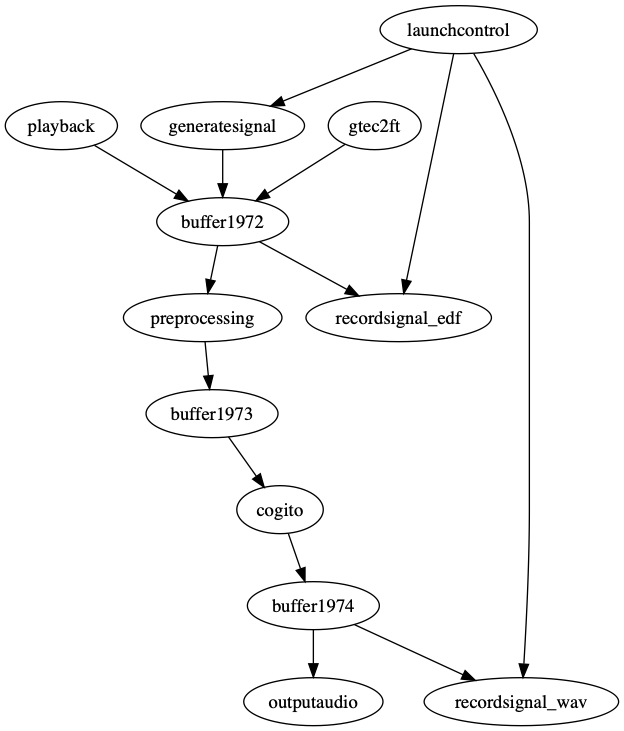 launchcontrol
playback
generatesignal
gtec2ft
buffer1972
preprocessing
recordsignal_edf
buffer1973
cogito
buffer1974
outputaudio
recordsignal_wav